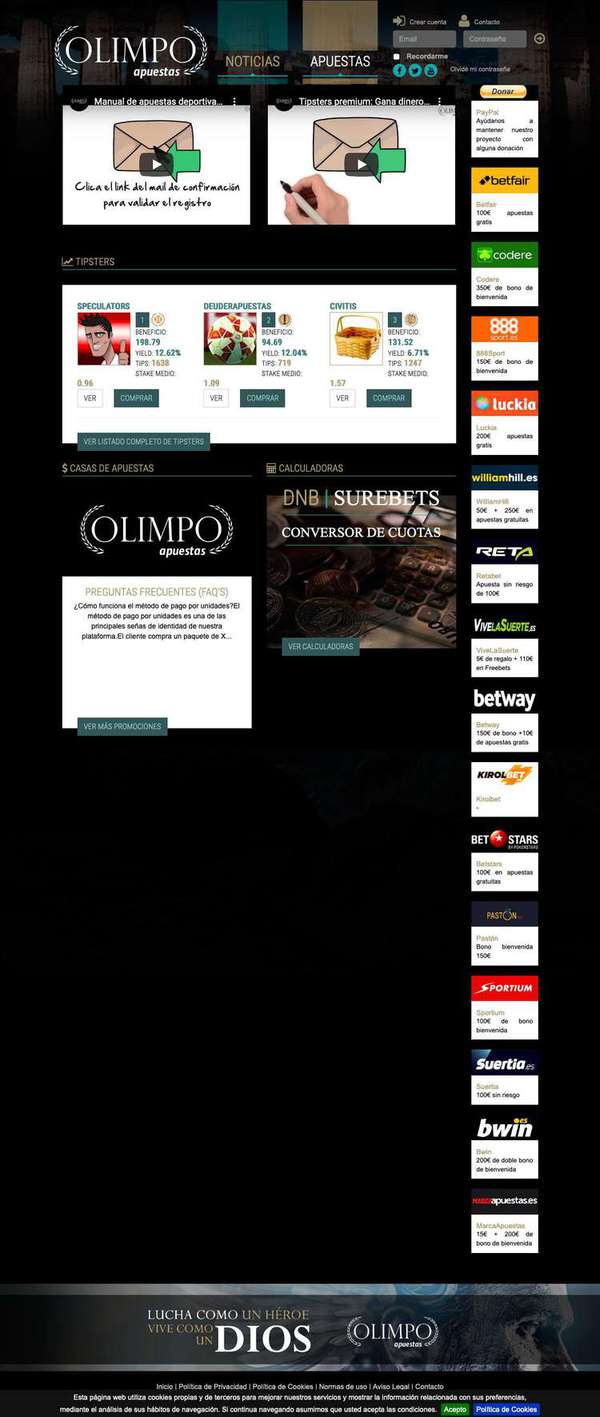 OLIMPO
apuestas
NOTICIAS
APUESTAS
Crear cuenta
Contacto
Email
Contraseña
Recordarme
Olvidé mi contraseña
Manual de apuestas deportiva...
Clica el link del mail de confirmación
para validar el registro
Tipsters premium: Gana dinero...
TIPSTERS
SPECULATORS
1
BENEFICIO:
198.79
YIELD: 12.62%
TIPS: 1638
STAKE MEDIO:
0.96
VER
COMPRAR
DEUDERAPUESTAS
2
BENEFICIO:
94.69
YIELD: 12.04%
TIPS: 719
STAKE MEDIO:
1.09
VER
COMPRAR
CIVITIS
3
BENEFICIO:
131.52
YIELD: 6.71%
TIPS: 1247
STAKE MEDIO:
1.57
VER
COMPRAR
VER LISTADO COMPLETO DE TIPSTERS
$ CASAS DE APUESTAS
OLIMPO
apuestas
PREGUNTAS FRECUENTES (FAQ'S)
¿Cómo funciona el método de pago por unidades?El
método de pago por unidades es una de las
principales señas de identidad de nuestra
plataforma.El cliente compra un paquete de X...
VER MÁS PROMOCIONES
CALCULADORAS
DNB | SUREBETS
CONVERSOR DE CUOTAS
VER CALCULADORAS
Donar
PayPal
Ayúdanos a
mantener nuestro
proyecto con
alguna donación
betfair
Betfair
100€ apuestas
gratis
codere
Codere
350€ de bono de
bienvenida
888
sport.es
888Sport
150€ de bono de
bienvenida
luckia
Luckia
200€ apuestas
gratis
williamhill.es
WilliamHill
50€ + 250€ en
apuestas gratuitas
RETA
Retabet
Apuesta sin riesgo
de 100€
VIVELASUERTE.ES
ViveLaSuerte
5€ de regalo + 110€
en Freebets
betway
Betway
150€ de bono +10€
de apuestas gratis
KIROLBET
Kirolbet
-
BET STARS
BY POKERSTARS
Betstars
100€ en apuestas
gratuitas
PASTÓN
Pastón
Bono bienvenida
150€
SPORTIUM
Sportium
100€ de bono
bienvenida
Suertia.es
Suertia
100€ sin riesgo
bwin.es
Bwin
200€ de doble bono
de bienvenida
MARCAapuestas.es
MarcaApuestas
15€ + 200€ de
bono de bienvenida
LUCHA COMO UN HÉROE
VIVE COMO
UN DIOS
OLIMPO
apuestas
Inicio | Política de Privacidad | Política de Cookies | Normas de uso | Aviso Legal | Contacto
Esta página web utiliza cookies propias y de terceros para mejorar nuestros servicios y mostrar la información relacionada con sus preferencias,
mediante el análisis de sus hábitos de navegación. Si continua navegando asumimos que usted acepta las condiciones. Acepto Política de Cookies